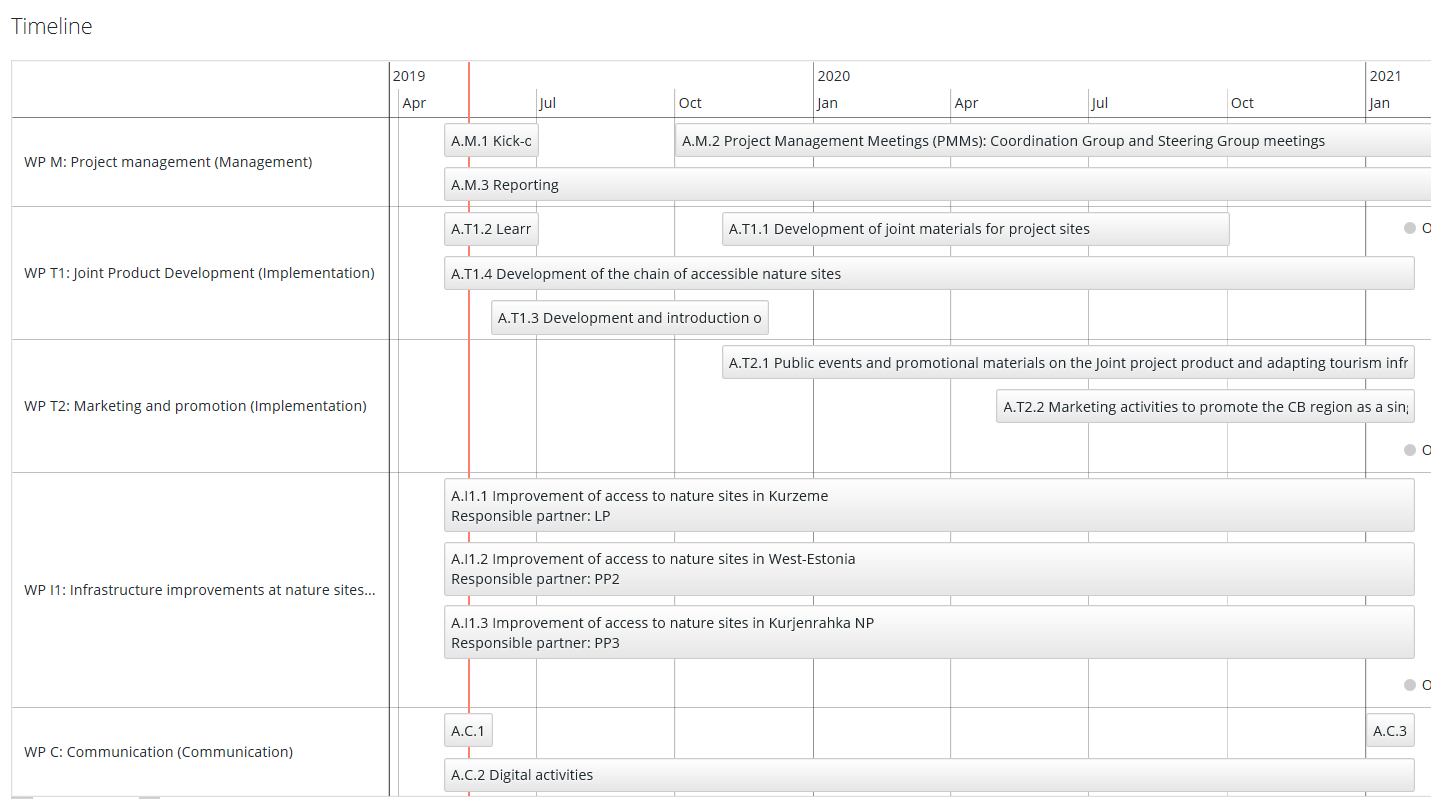 Timeline
2019 2020 2021
Apr Jul Oct Jan Apr Jul Oct Jan
WP M: Project management (Management)
A.M.1 Kick-o
A.M.2 Project Management Meetings (PMMs): Coordination Group and Steering Group meetings
A.M.3 Reporting
WP T1: Joint Product Development (Implementation)
A.T1.2 Learr
A.T1.1 Development of joint materials for project sites
O
A.T1.4 Development of the chain of accessible nature sites
A.T1.3 Development and introduction o
WP T2: Marketing and promotion (Implementation)
A.T2.1 Public events and promotional materials on the Joint project product and adapting tourism infr
A.T2.2 Marketing activities to promote the CB region as a sing
O
WP I1: Infrastructure improvements at nature sites...
A.I1.1 Improvement of access to nature sites in Kurzeme
Responsible partner: LP
A.I1.2 Improvement of access to nature sites in West-Estonia
Responsible partner: PP2
A.I1.3 Improvement of access to nature sites in Kurjenrahka NP
Responsible partner: PP3
O
WP C: Communication (Communication)
A.C.1
A.C.3
A.C.2 Digital activities